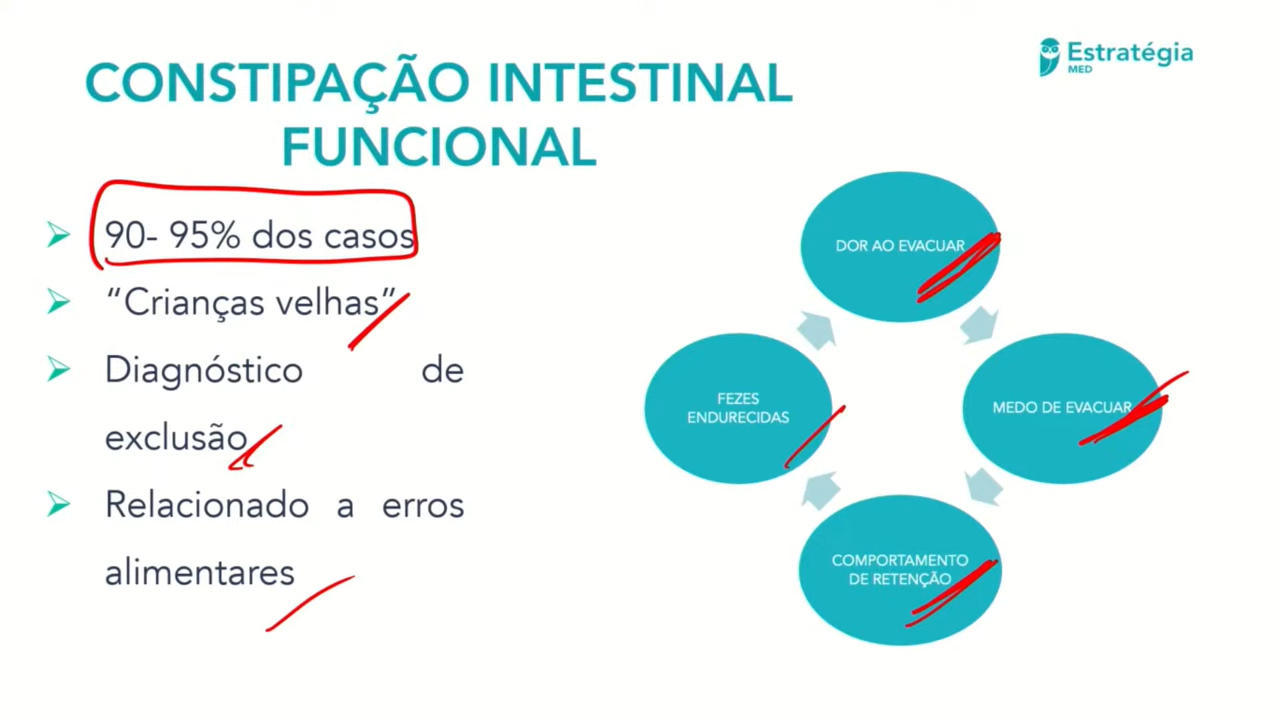 Estratégia
MED
CONSTIPAÇÃO INTESTINAL
FUNCIONAL
90- 95% dos casos
“Crianças velhas”
Diagnóstico de
exclusão
Relacionado a erros
alimentares
DOR AO EVACUAR
MEDO DE EVACUAR
COMPORTAMENTO
DE RETENÇÃO
FEZES
ENDURECIDAS